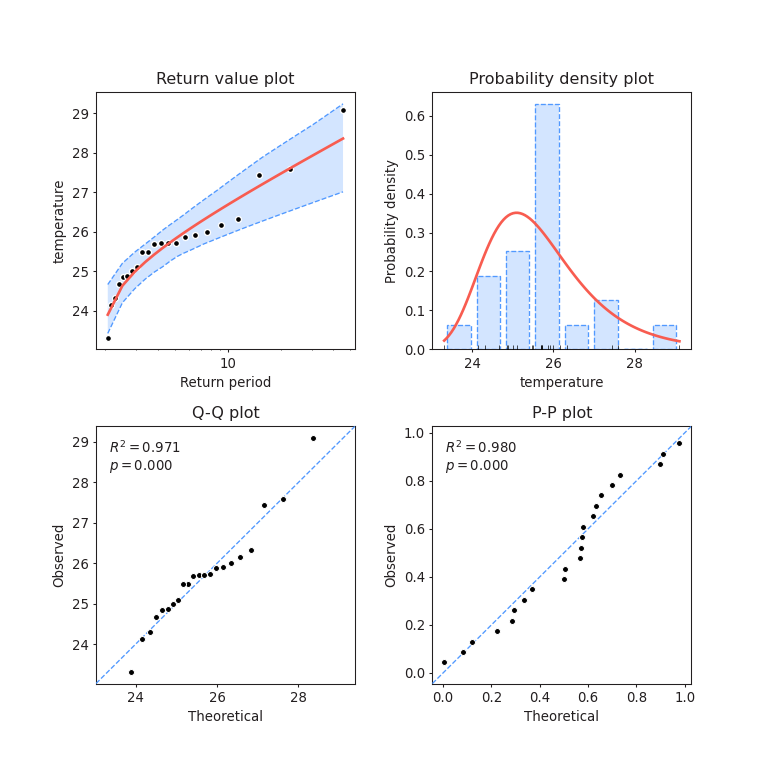 Return value plot
temperature
29
28
27
26
25
24
10
Return period
Probability density plot
Probability density
0.6
0.5
0.4
0.3
0.2
0.1
0.0
24
26
28
temperature
Q-Q plot
R² = 0.971
p = 0.000
Observed
29
28
27
26
25
24
24
26
28
Theoretical
P-P plot
R² = 0.980
p = 0.000
Observed
1.0
0.8
0.6
0.4
0.2
0.0
0.0
0.2
0.4
0.6
0.8
1.0
Theoretical